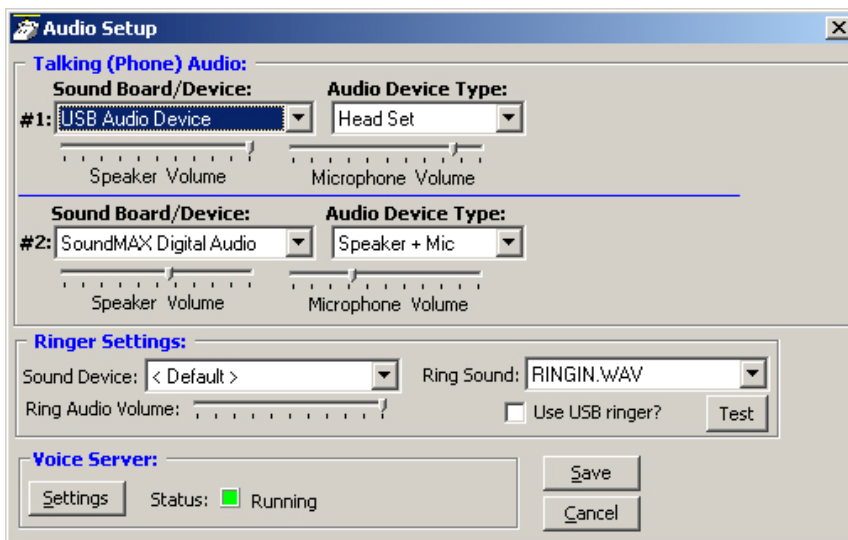 Audio Setup
Talking (Phone) Audio:
Sound Board/Device: Audio Device Type:
#1: USB Audio Device Head Set
Speaker Volume Microphone Volume
Sound Board/Device: Audio Device Type:
#2: SoundMAX Digital Audio Speaker + Mic
Speaker Volume Microphone Volume
Ringer Settings:
Sound Device: < Default > Ring Sound: RINGIN.WAV
Ring Audio Volume: Use USB ringer? Test
Voice Server:
Settings Status: Running
Save
Cancel